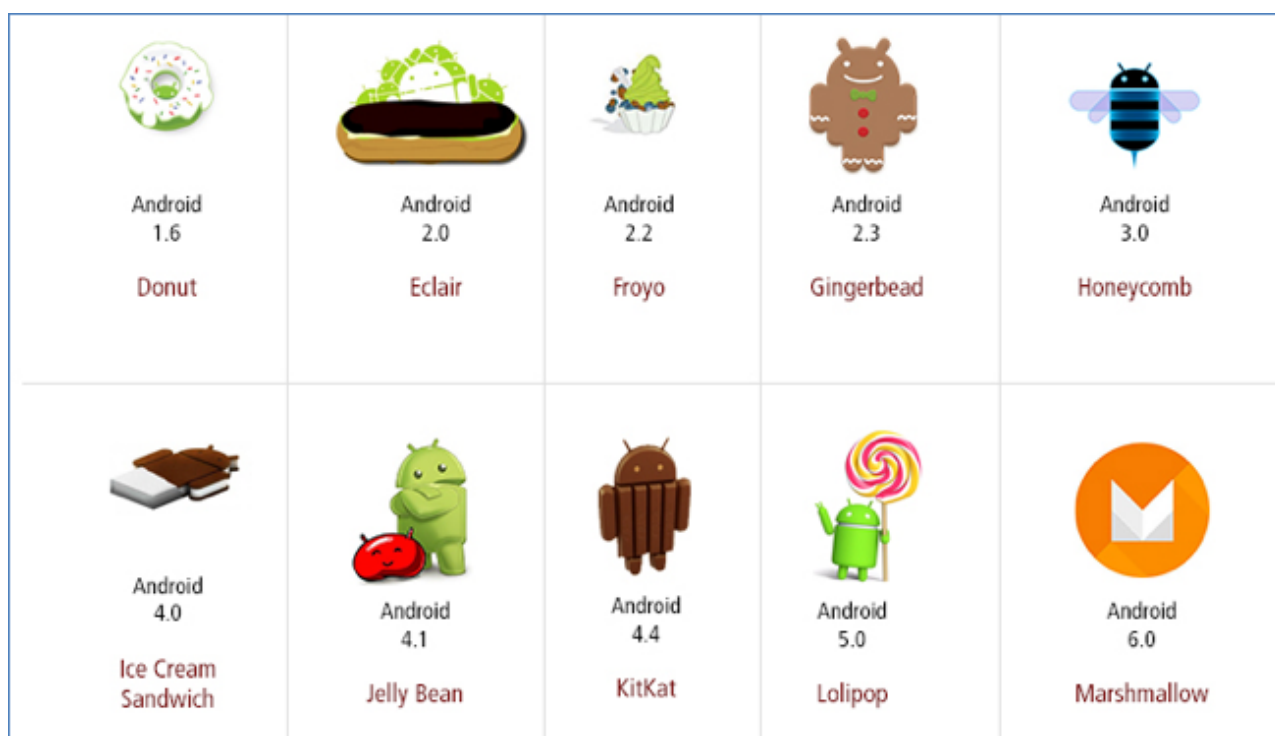 Android
1.6
Donut
Android
2.0
Eclair
Android
2.2
Froyo
Android
2.3
Gingerbead
Android
3.0
Honeycomb
Android
4.0
Ice Cream
Sandwich
Android
4.1
Jelly Bean
Android
4.4
KitKat
Android
5.0
Lolipop
Android
6.0
Marshmallow